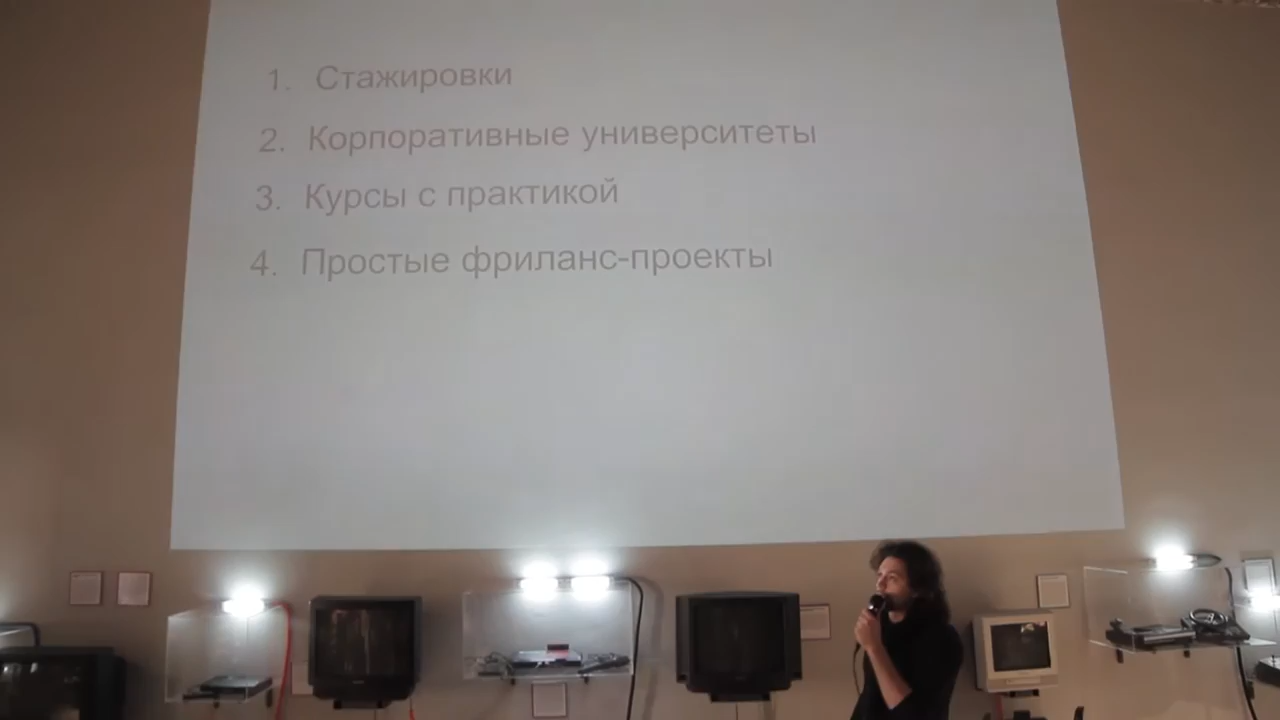 1. Стажировки
2. Корпоративные университеты
3. Курсы с практикой
4. Простые фриланс-проекты